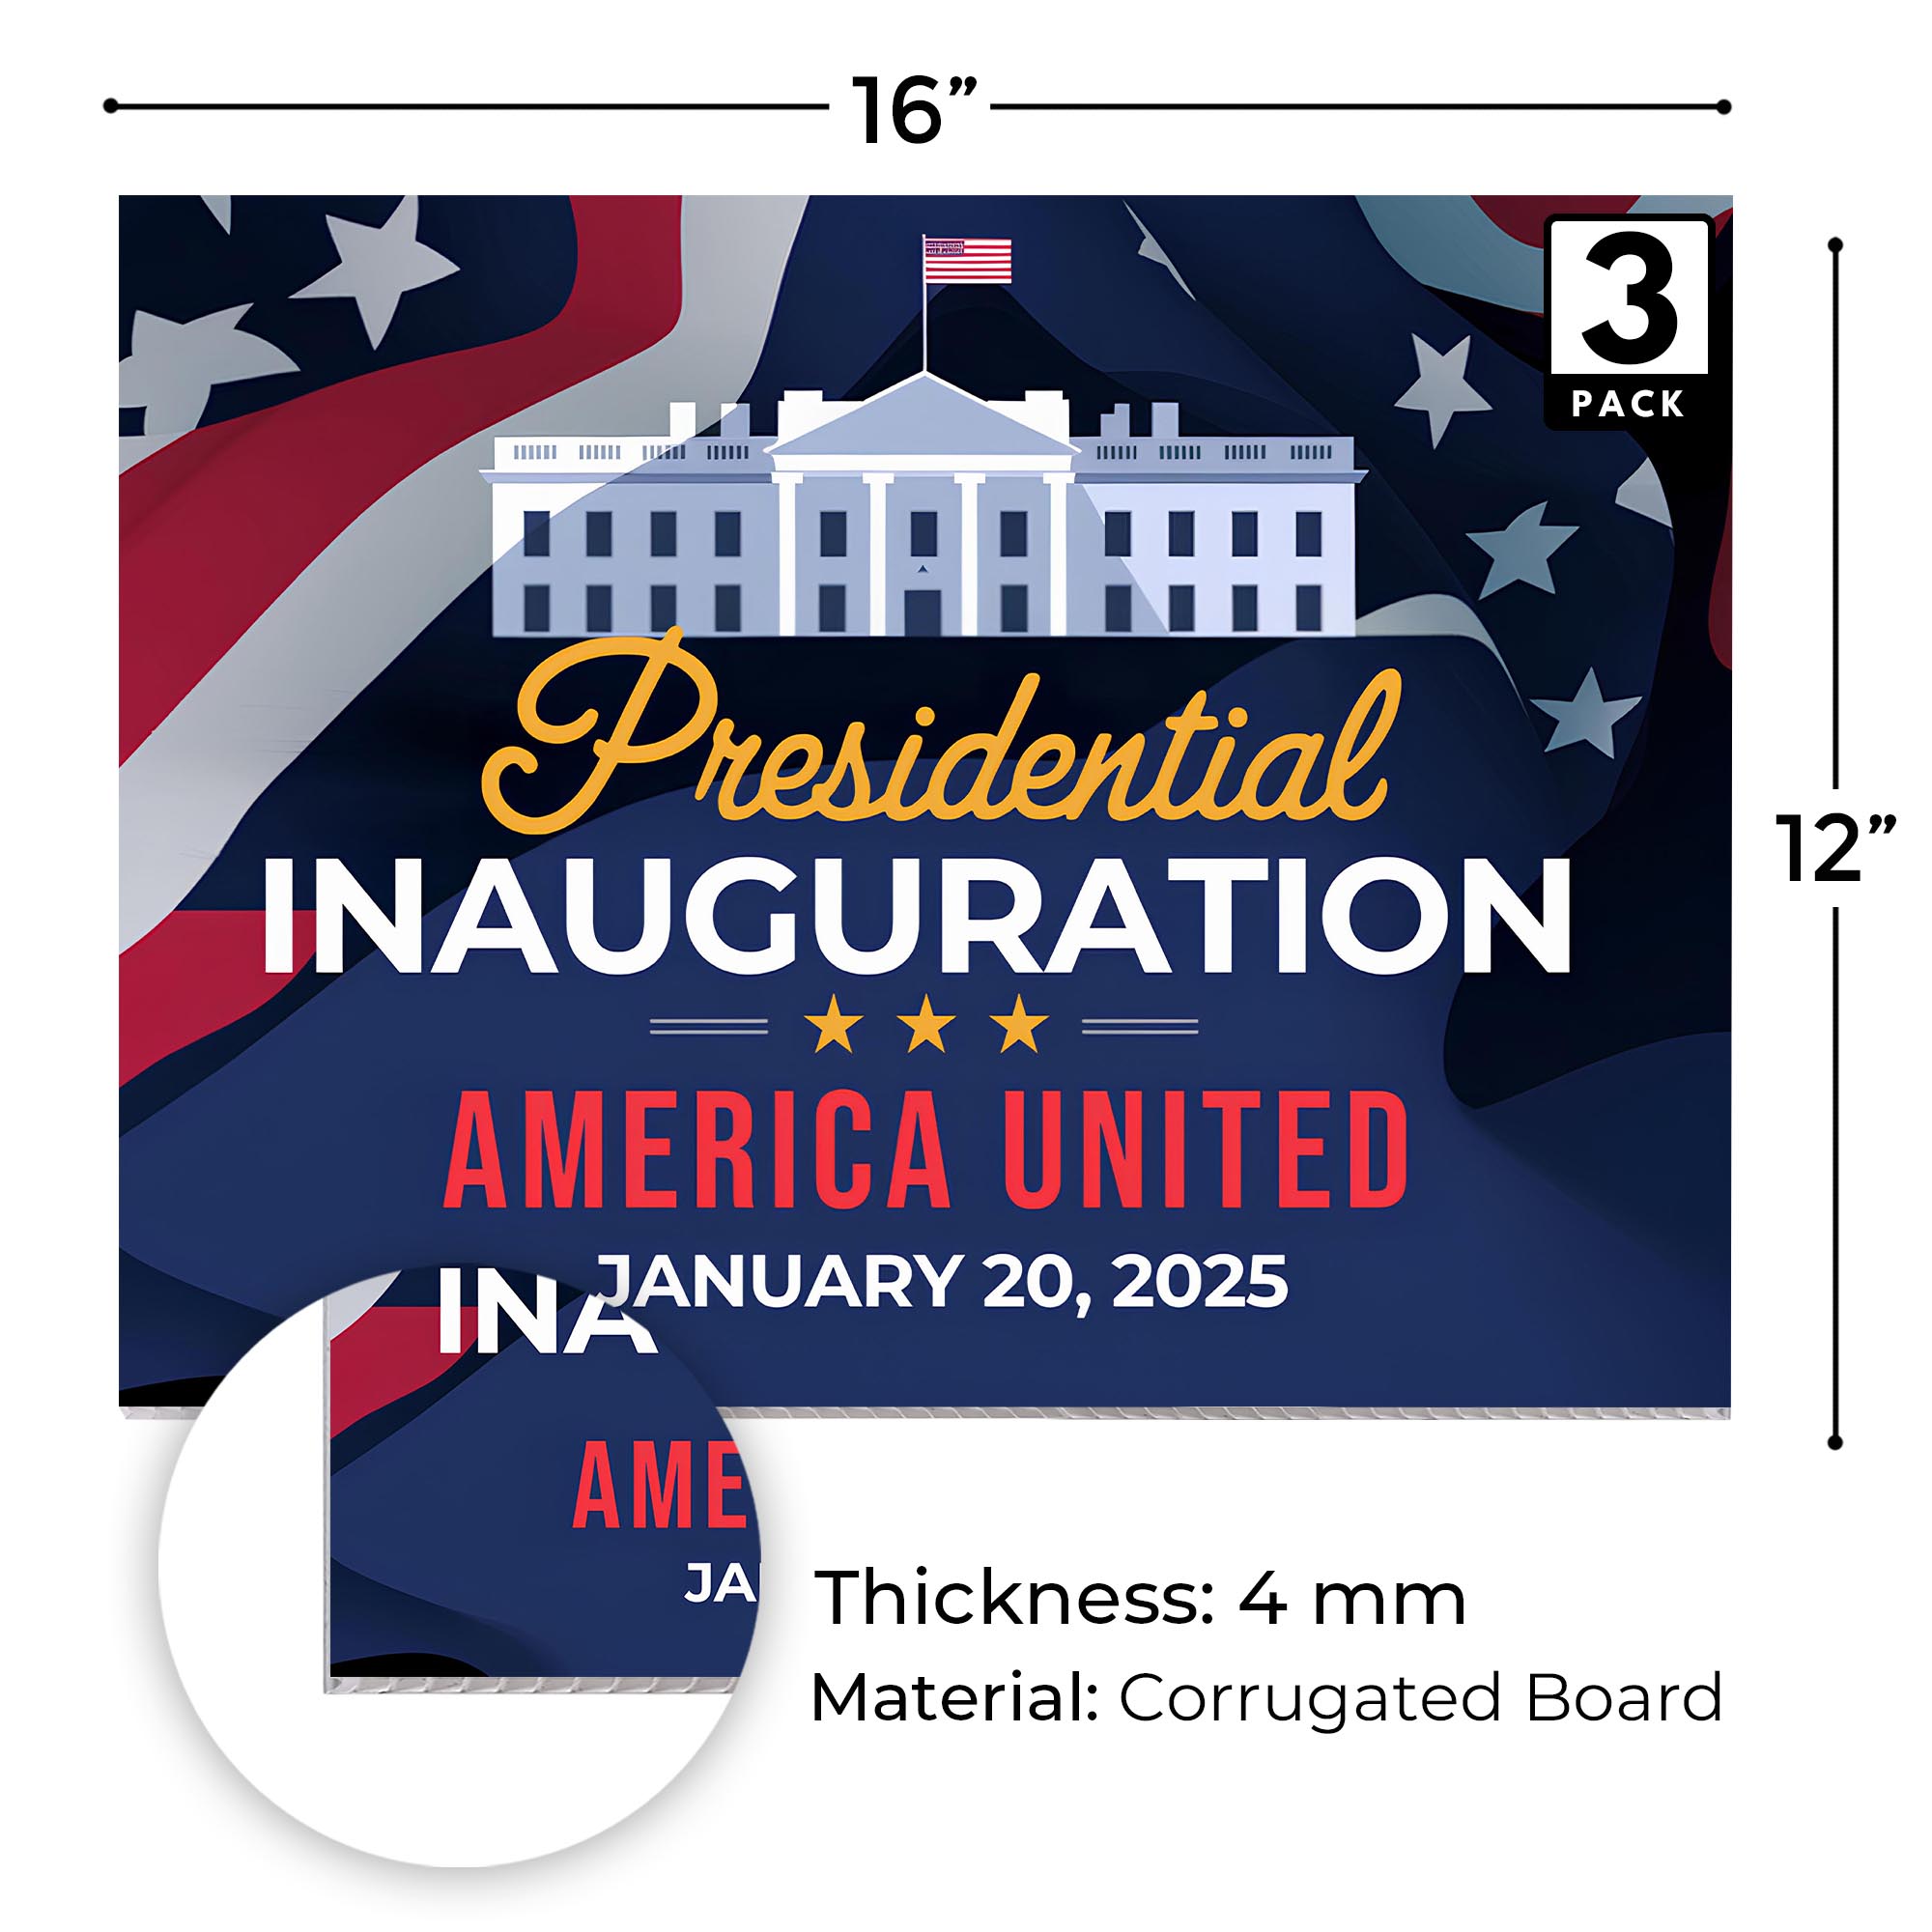 16”
3
PACK
Presidential
INAUGURATION
AMERICA UNITED
JANUARY 20, 2025
12”
INA
AME
JA
Thickness: 4 mm
Material: Corrugated Board